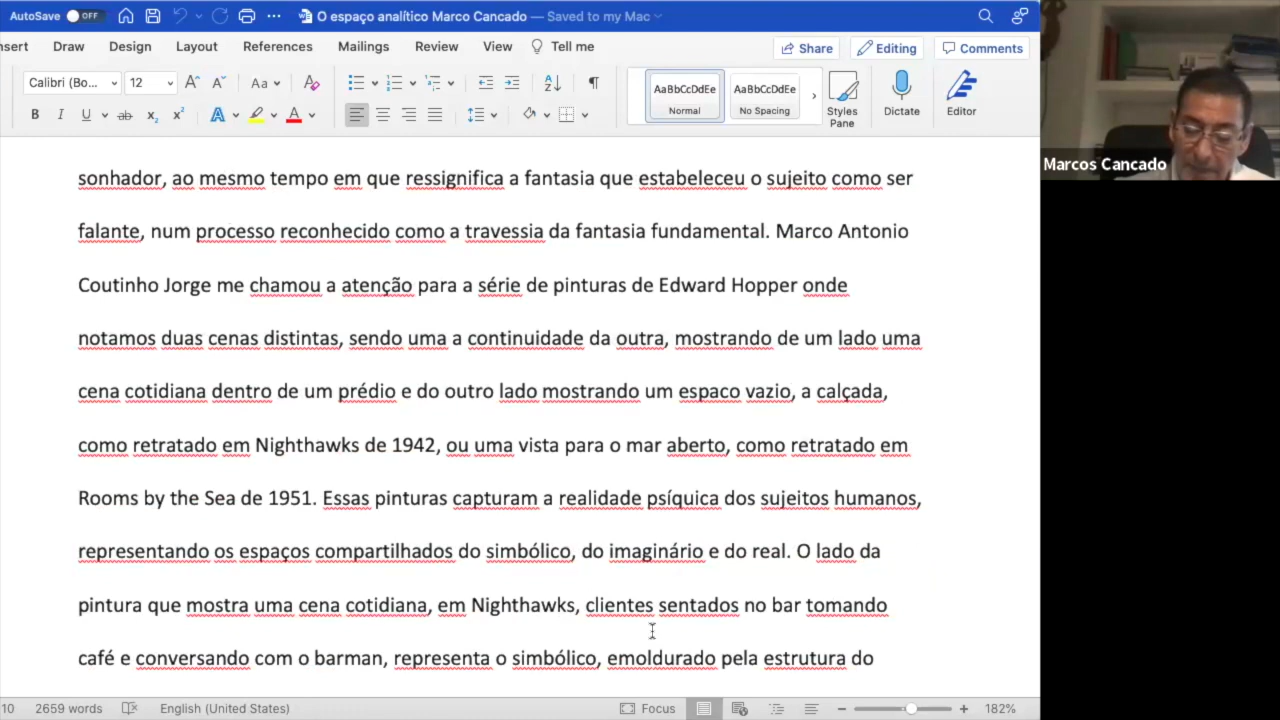 AutoSave OFF O espaço analítico Marco Cancado — Saved to my Mac
nsert Draw Design Layout References Mailings Review View Tell me Share Editing Comments
Calibri (Bo... 12 Aa AaBbCcDdEe Normal AaBbCcDdEe No Spacing Styles Pane Dictate Editor
Marcos Cancado
sonhador, ao mesmo tempo em que ressignifica a fantasia que estabeleceu o sujeito como ser
falante, num processo reconhecido como a travessia da fantasia fundamental. Marco Antonio
Coutinho Jorge me chamou a atenção para a série de pinturas de Edward Hopper onde
notamos duas cenas distintas, sendo uma a continuidade da outra, mostrando de um lado uma
cena cotidiana dentro de um prédio e do outro lado mostrando um espaco vazio, a calçada,
como retratado em Nighthawks de 1942, ou uma vista para o mar aberto, como retratado em
Rooms by the Sea de 1951. Essas pinturas capturam a realidade psíquica dos sujeitos humanos,
representando os espaços compartilhados do simbólico, do imaginário e do real. O lado da
pintura que mostra uma cena cotidiana, em Nighthawks, clientes sentados no bar tomando
café e conversando com o barman, representa o simbólico, emoldurado pela estrutura do
10 2659 words English (United States) Focus 182%